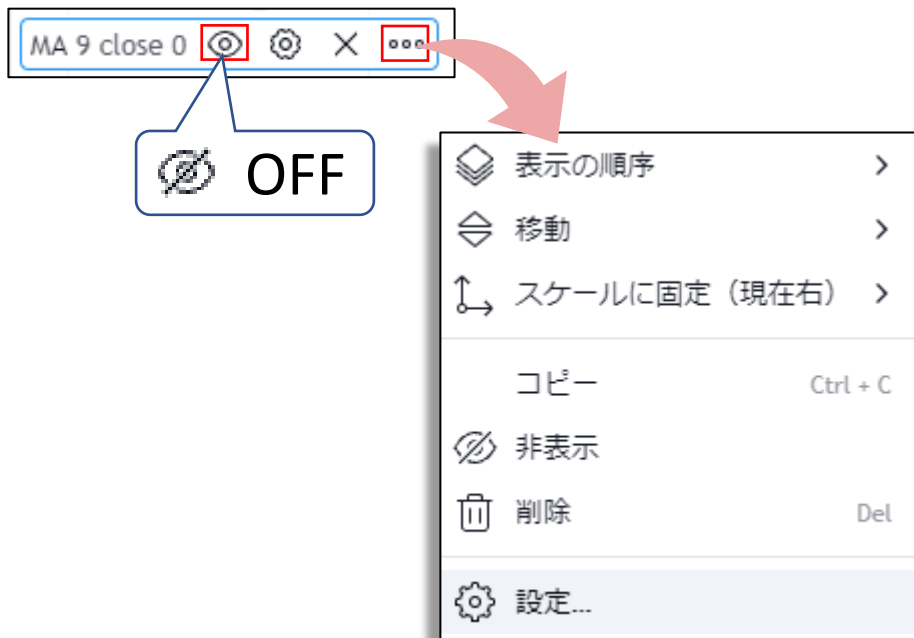 MA 9 close 0
OFF
表示の順序
移動
スケールに固定（現在右）
コピー Ctrl + C
非表示
削除 Del
設定...